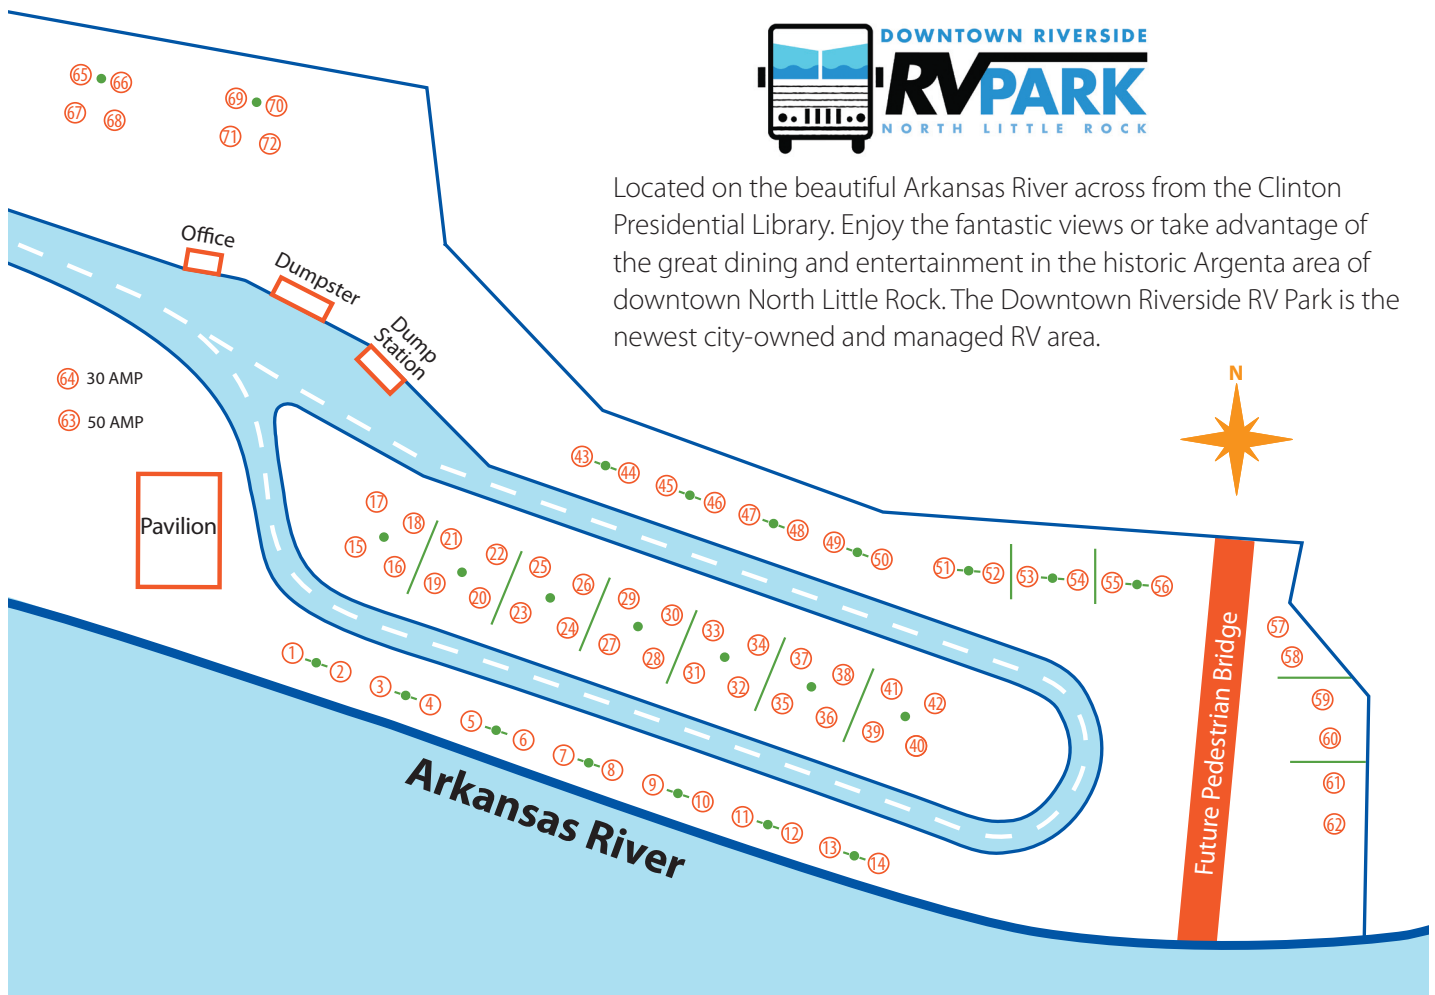 DOWNTOWN RIVERSIDE
RVPARK
NORTH LITTLE ROCK
Located on the beautiful Arkansas River across from the Clinton
Presidential Library. Enjoy the fantastic views or take advantage of
the great dining and entertainment in the historic Argenta area of
downtown North Little Rock. The Downtown Riverside RV Park is the
newest city-owned and managed RV area.
65 66
67 68
69 70
71 72
Office
Dumpster
Dump
Station
64 30 AMP
63 50 AMP
Pavilion
N
43 44 45 46 47 48 49 50
51 52 53 54 55 56
17 18 21 22 25 26 29 30 33 34 37 38 41 42
15 16 19 20 23 24 27 28 31 32 35 36 39 40
1 2 3 4 5 6 7 8 9 10 11 12 13 14
57
58
59
60
61
62
Future Pedestrian Bridge
Arkansas River